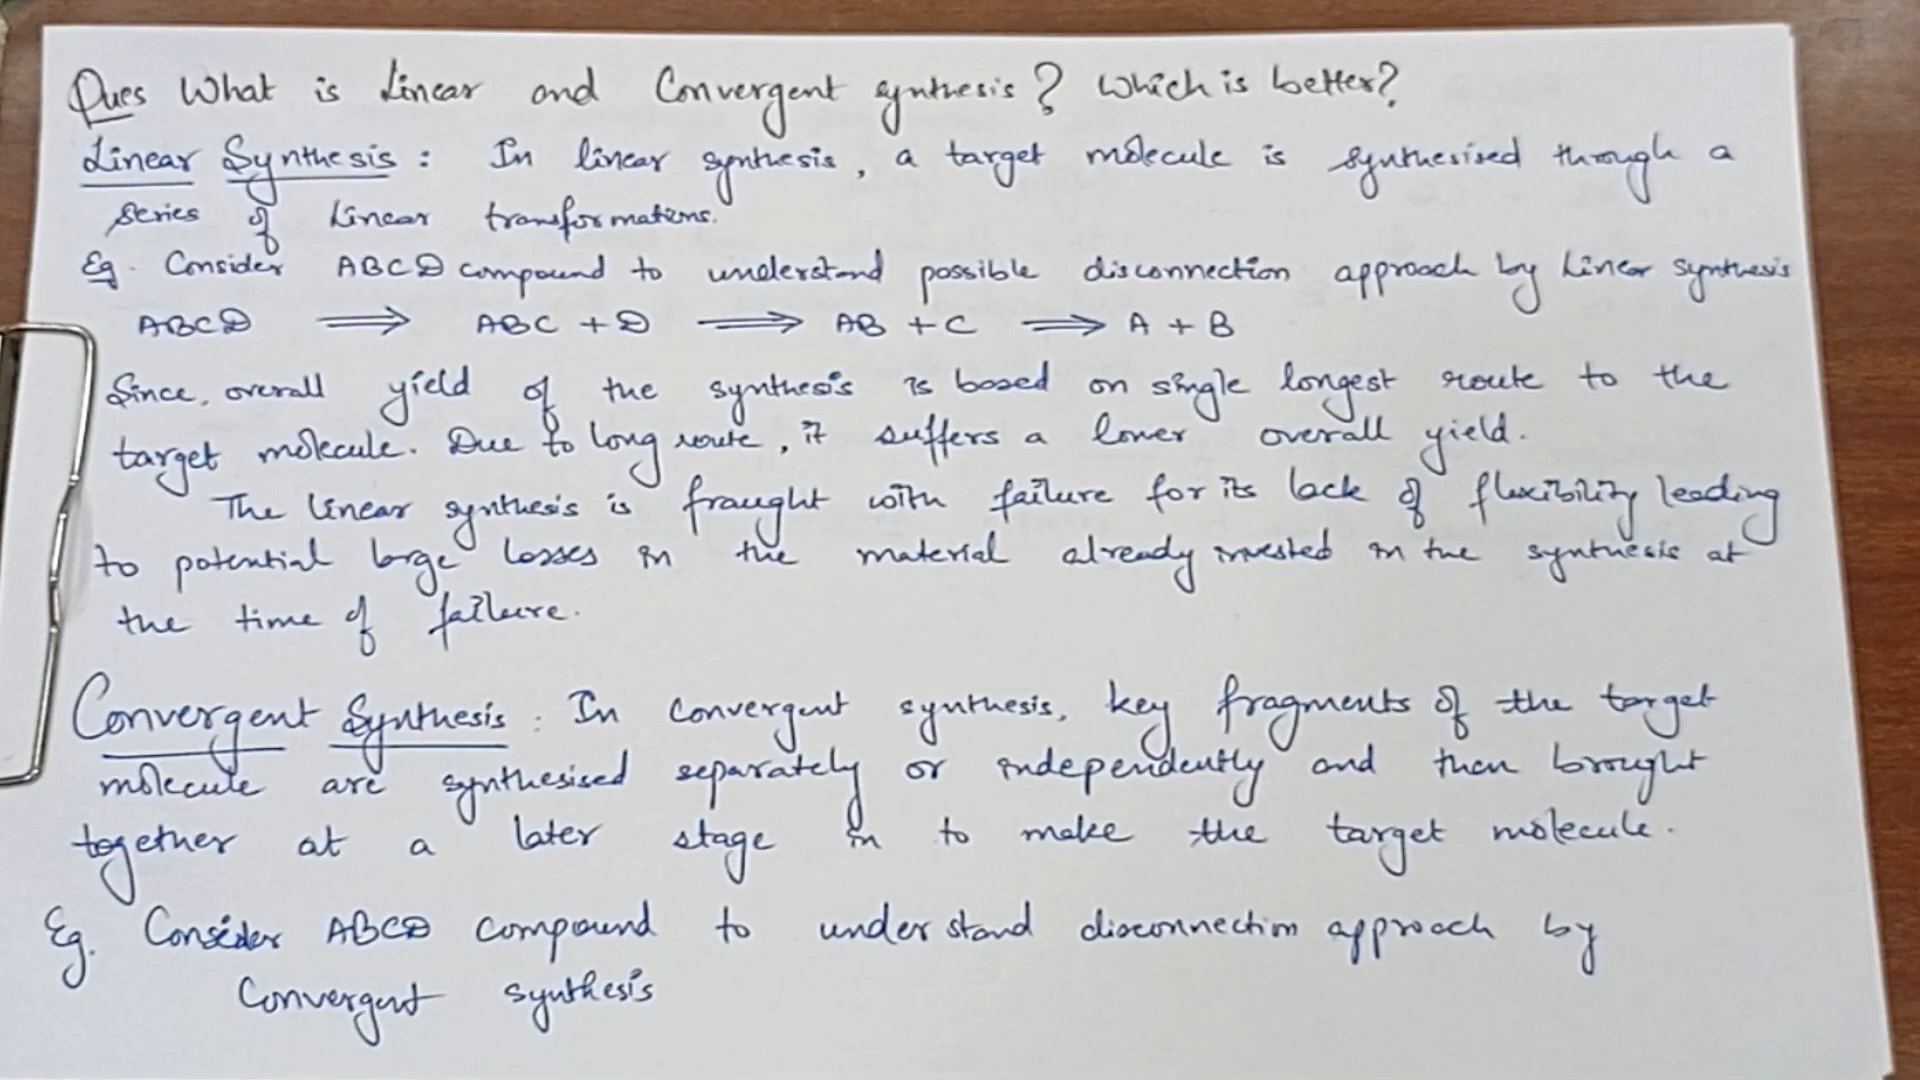 Ques What is Linear and Convergent synthesis? Which is better?
Linear Synthesis : In linear synthesis, a target molecule is synthesised through a
series of Linear transformations.
Eg. Consider ABCD compound to understand possible disconnection approach by Linear synthesis
ABCD ⟹ ABC + D ⟹ AB + C ⟹ A + B
Since, overall yield of the synthesis is based on single longest route to the
target molecule. Due to long route, it suffers a lower overall yield.
The linear synthesis is fraught with failure for its lack of flexibility leading
to potential large losses in the material already invested in the synthesis at
the time of failure.
Convergent Synthesis : In convergent synthesis, key fragments of the target
molecule are synthesised separately or independently and then brought
together at a later stage in to make the target molecule.
Eg. Consider ABCD compound to understand disconnection approach by
Convergent synthesis